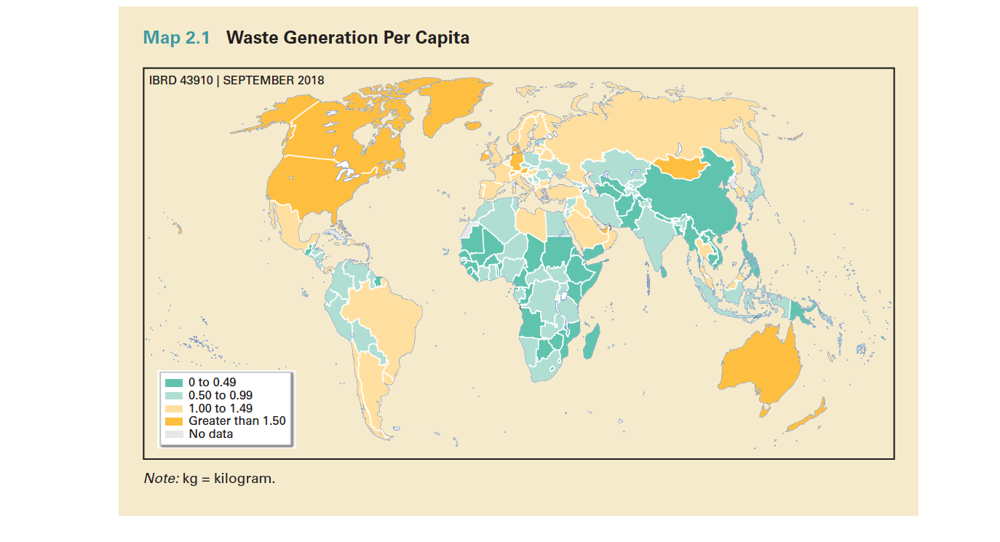 Map 2.1 Waste Generation Per Capita
IBRD 43910 | SEPTEMBER 2018
0 to 0.49
0.50 to 0.99
1.00 to 1.49
Greater than 1.50
No data
Note: kg = kilogram.